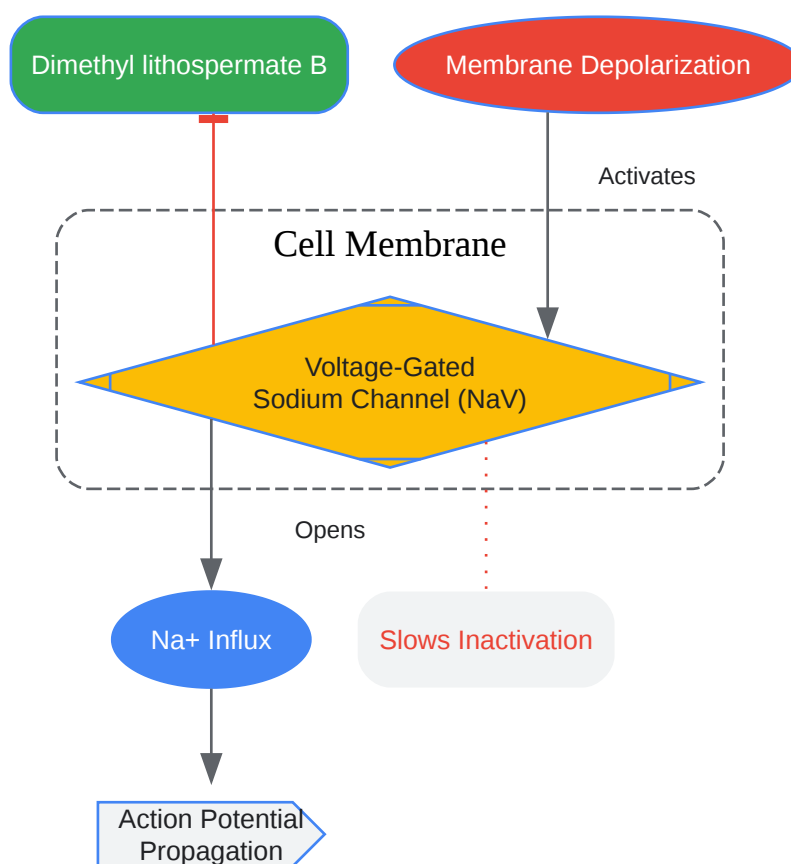 Dimethyl lithospermate B
Membrane Depolarization
Activates
Cell Membrane
Voltage-Gated
Sodium Channel (NaV)
Opens
Na+ Influx
Slows Inactivation
Action Potential
Propagation